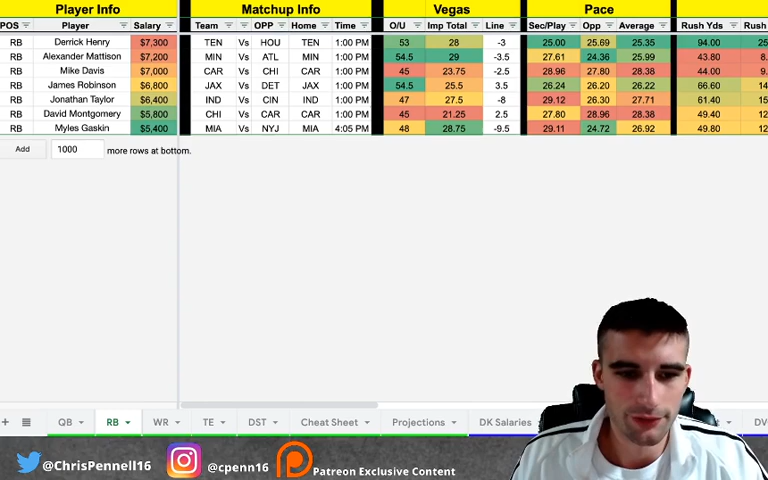 Player Info Matchup Info Vegas Pace
POS Player Salary Team Vs OPP Home Time O/U Imp Total Line Sec/Play Opp Average Rush Yds Rush
RB Derrick Henry $7,300 TEN Vs HOU TEN 1:00 PM 53 28 -3 25.00 25.69 25.35 94.00 25
RB Alexander Mattison $7,200 MIN Vs ATL MIN 1:00 PM 54.5 29 -3.5 27.61 24.36 25.99 43.80 8.
RB Mike Davis $7,000 CAR Vs CHI CAR 1:00 PM 45 23.75 -2.5 28.96 27.80 28.38 44.00 9.
RB James Robinson $6,800 JAX Vs DET JAX 1:00 PM 54.5 25.5 3.5 26.24 26.20 26.22 66.60 14
RB Jonathan Taylor $6,400 IND Vs CIN IND 1:00 PM 47 27.5 -8 29.12 26.30 27.71 61.40 15
RB David Montgomery $5,800 CHI Vs CAR CAR 1:00 PM 45 21.25 2.5 27.80 28.96 28.38 49.40 12
RB Myles Gaskin $5,400 MIA Vs NYJ MIA 4:05 PM 48 28.75 -9.5 29.11 24.72 26.92 49.80 12
Add 1000 more rows at bottom.
+ QB RB WR TE DST Cheat Sheet Projections DK Salaries DV
@ChrisPennell16 @cpenn16 Patreon Exclusive Content